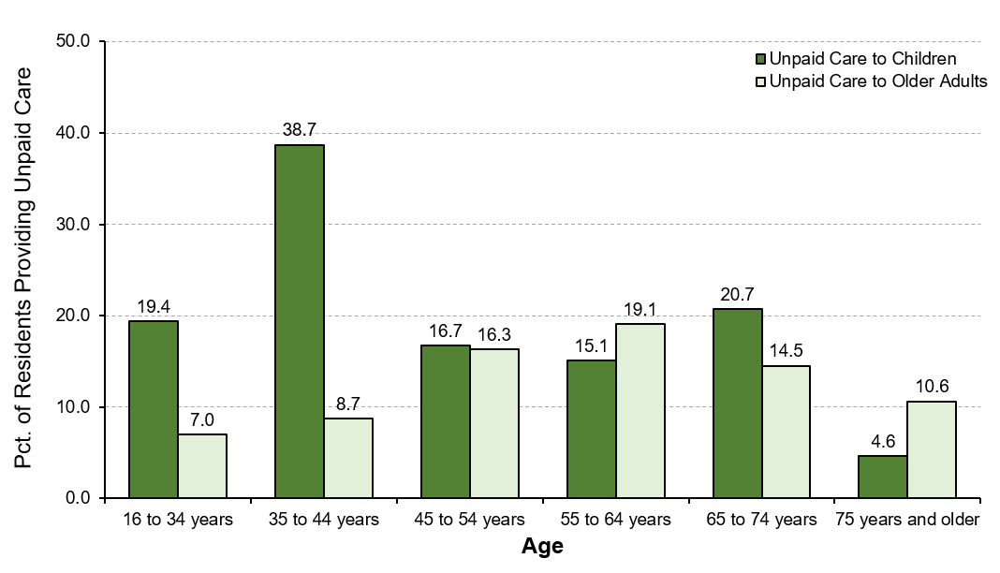 50.0
40.0
30.0
20.0
10.0
0.0
Pct. of Residents Providing Unpaid Care
Unpaid Care to Children
Unpaid Care to Older Adults
19.4
7.0
38.7
8.7
16.7
16.3
15.1
19.1
20.7
14.5
4.6
10.6
16 to 34 years
35 to 44 years
45 to 54 years
55 to 64 years
65 to 74 years
75 years and older
Age